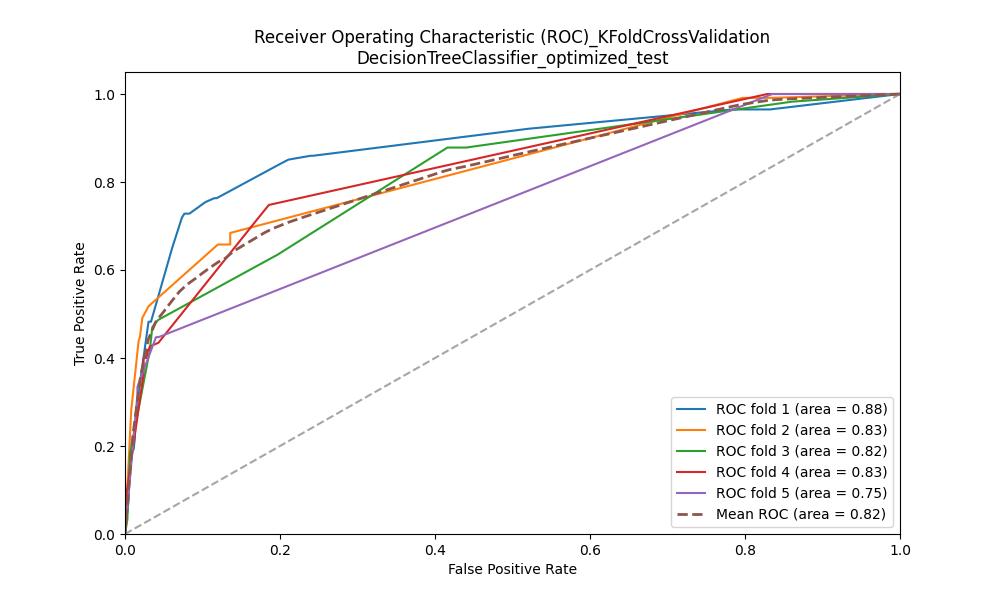 Receiver Operating Characteristic (ROC)_KFoldCrossValidation
DecisionTreeClassifier_optimized_test
True Positive Rate
1.0
0.8
0.6
0.4
0.2
0.0
ROC fold 1 (area = 0.88)
ROC fold 2 (area = 0.83)
ROC fold 3 (area = 0.82)
ROC fold 4 (area = 0.83)
ROC fold 5 (area = 0.75)
Mean ROC (area = 0.82)
0.0 0.2 0.4 0.6 0.8 1.0
False Positive Rate